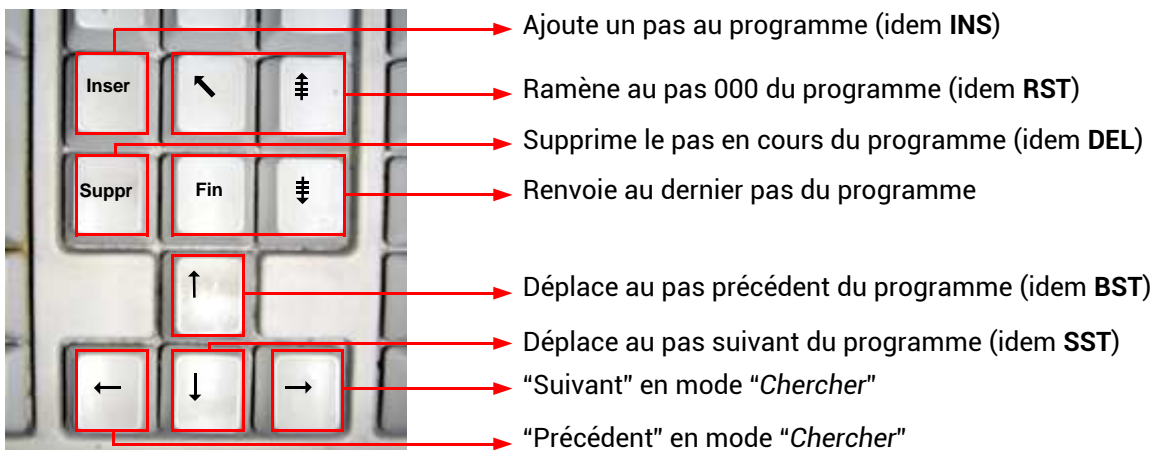 Ajoute un pas au programme (idem INS)
Inser
Ramène au pas 000 du programme (idem RST)
Supprime le pas en cours du programme (idem DEL)
Suppr Fin
Renvoie au dernier pas du programme
Déplace au pas précédent du programme (idem BST)
Déplace au pas suivant du programme (idem SST)
“Suivant” en mode “Chercher”
“Précédent” en mode “Chercher”